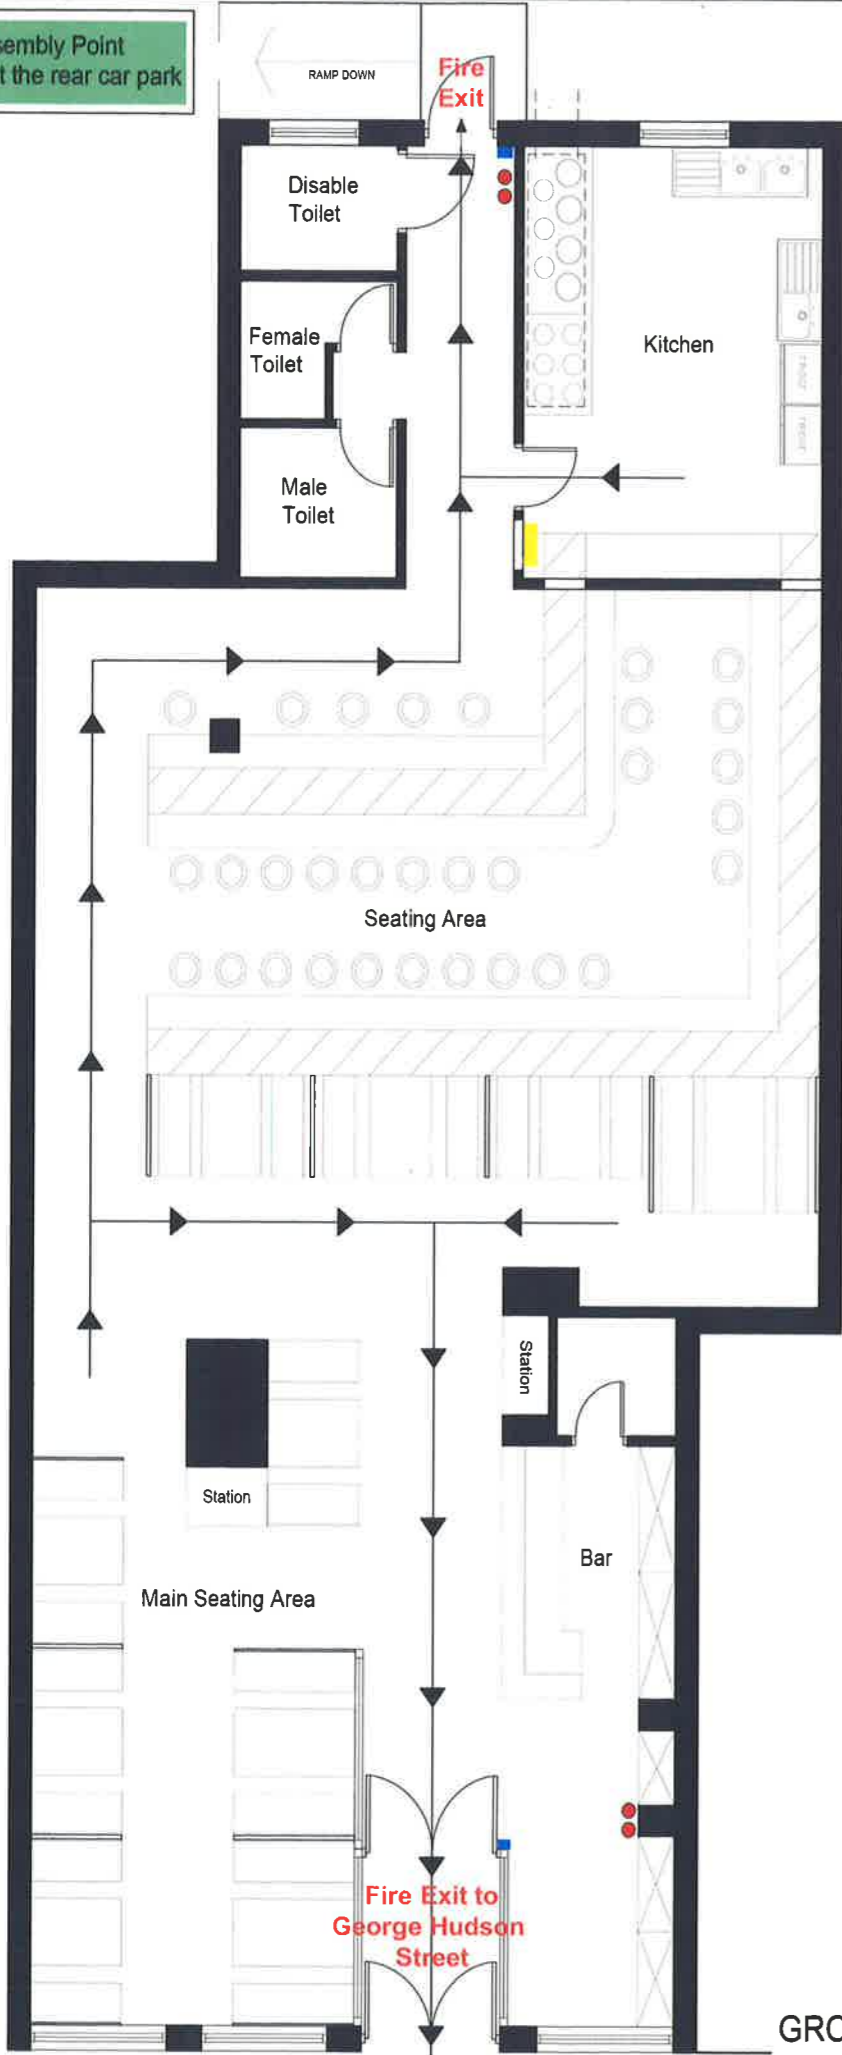 sembly Point
t the rear car park
RAMP DOWN
Fire
Exit
Disable
Toilet
Female
Toilet
Kitchen
Male
Toilet
Seating Area
Station
Station
Bar
Main Seating Area
Fire Exit to
George Hudson
Street
GRO